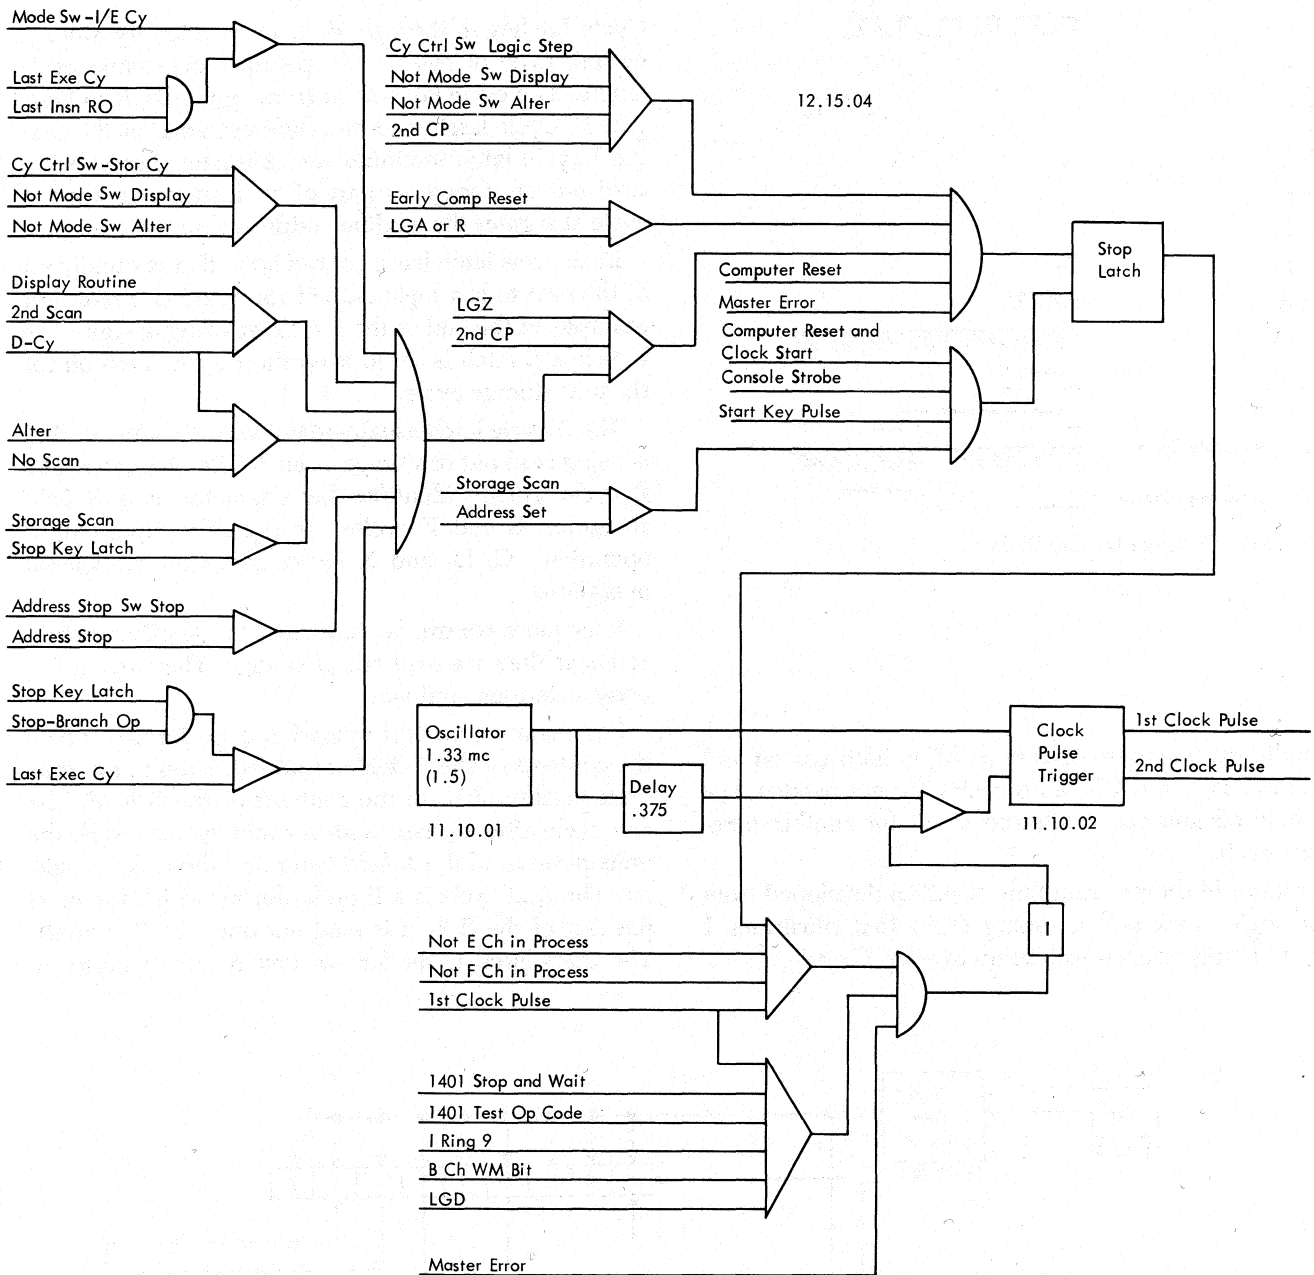 Mode Sw-I/E Cy
Last Exe Cy
Last Insn RO
Cy Ctrl Sw-Stor Cy
Not Mode Sw Display
Not Mode Sw Alter
Display Routine
2nd Scan
D-Cy
Alter
No Scan
Storage Scan
Stop Key Latch
Address Stop Sw Stop
Address Stop
Stop Key Latch
Stop-Branch Op
Last Exec Cy
Cy Ctrl Sw Logic Step
Not Mode Sw Display
Not Mode Sw Alter
2nd CP
12.15.04
Early Comp Reset
LGA or R
LGZ
2nd CP
Computer Reset
Master Error
Computer Reset and
Clock Start
Console Strobe
Start Key Pulse
Storage Scan
Address Set
Stop
Latch
Oscillator
1.33 mc
(1.5)
11.10.01
Delay
.375
Clock
Pulse
Trigger
11.10.02
1st Clock Pulse
2nd Clock Pulse
I
Not E Ch in Process
Not F Ch in Process
1st Clock Pulse
1401 Stop and Wait
1401 Test Op Code
I Ring 9
B Ch WM Bit
LGD
Master Error